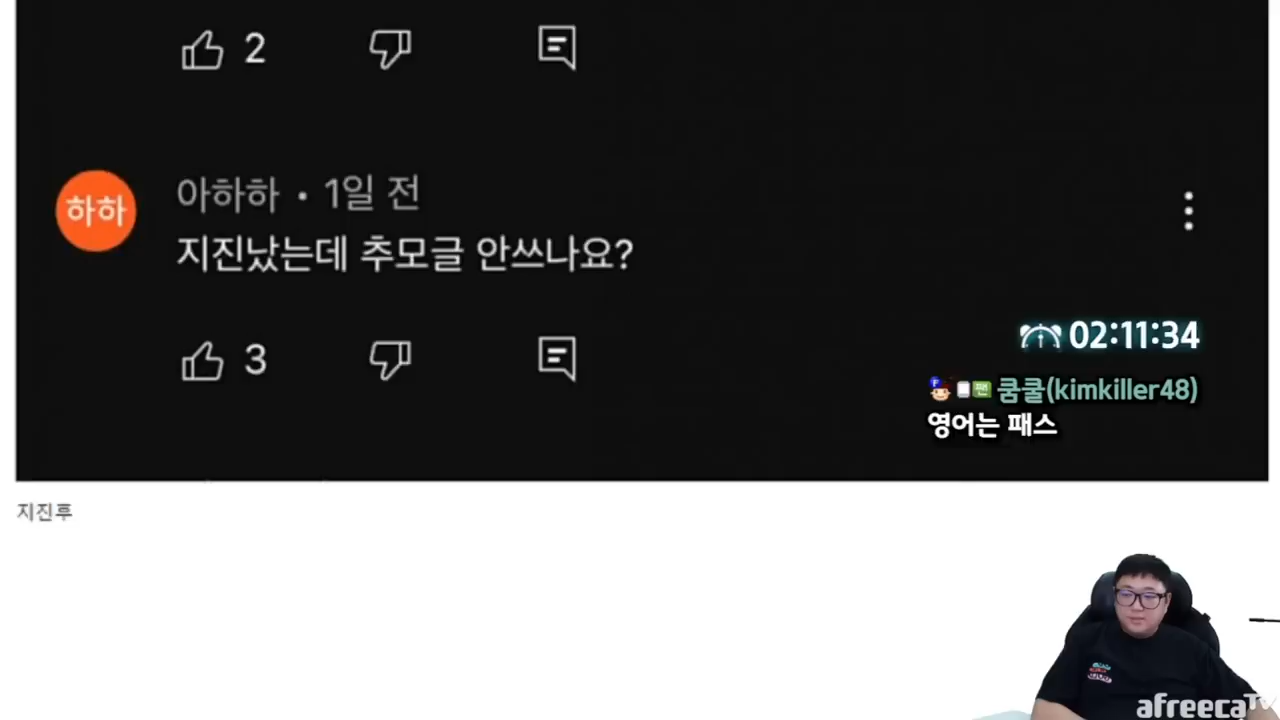 2
하하
아하하 • 1일 전
지진났는데 추모글 안쓰나요?
3
02:11:34
쿰쿨(kimkiller48)
영어는 패스
지진후
afreecaTV